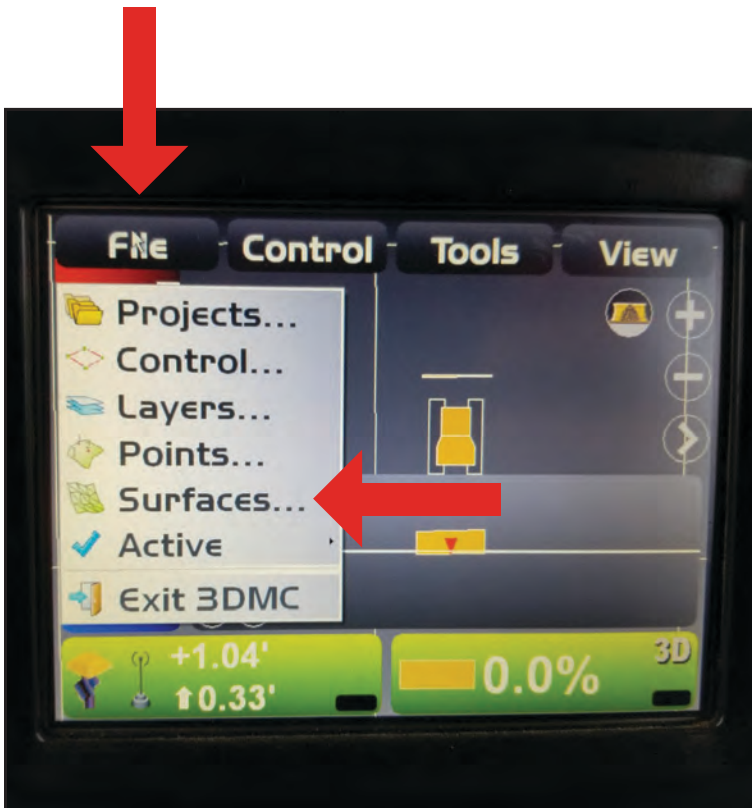 File Control Tools View
Projects...
Control...
Layers...
Points...
Surfaces...
Active
Exit 3DMC
+1.04' 0.0% 3D
⬆0.33'